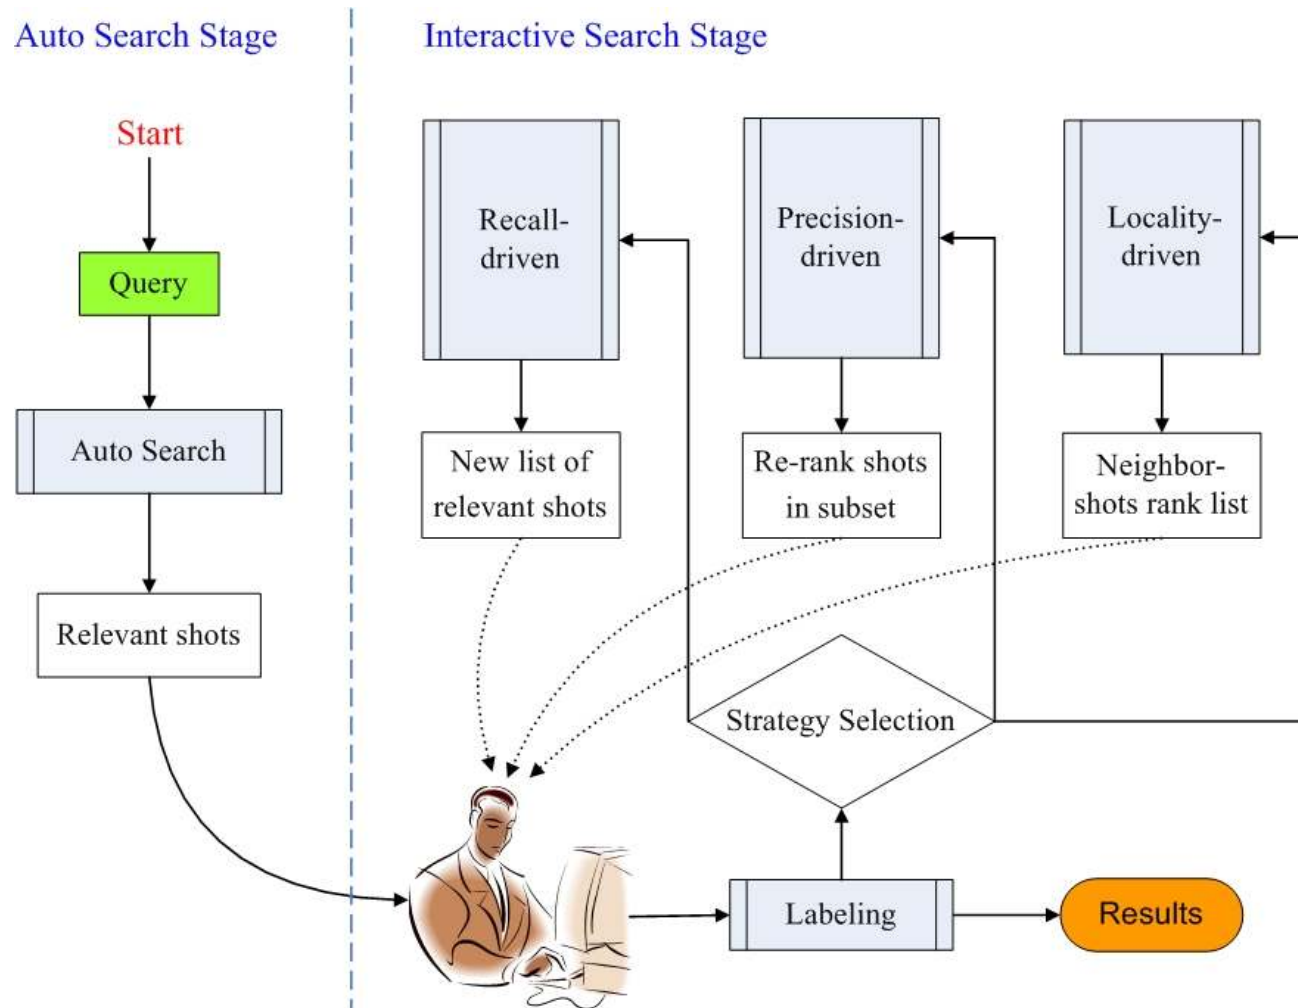 Auto Search Stage
Interactive Search Stage
Start
Query
Auto Search
Relevant shots
Recall-
driven
Precision-
driven
Locality-
driven
New list of
relevant shots
Re-rank shots
in subset
Neighbor-
shots rank list
Strategy Selection
Labeling
Results